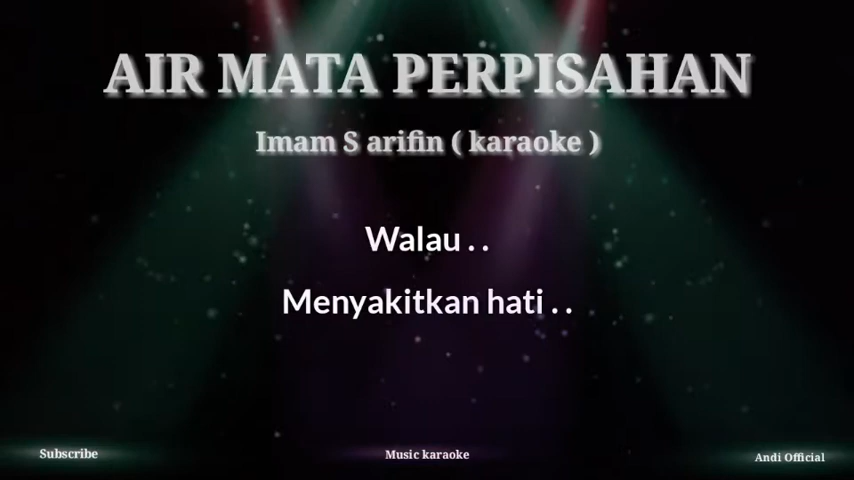 AIR MATA PERPISAHAN
Imam S arifin ( karaoke )
Walau . .
Menyakitkan hati . .
Subscribe
Music karaoke
Andi Official